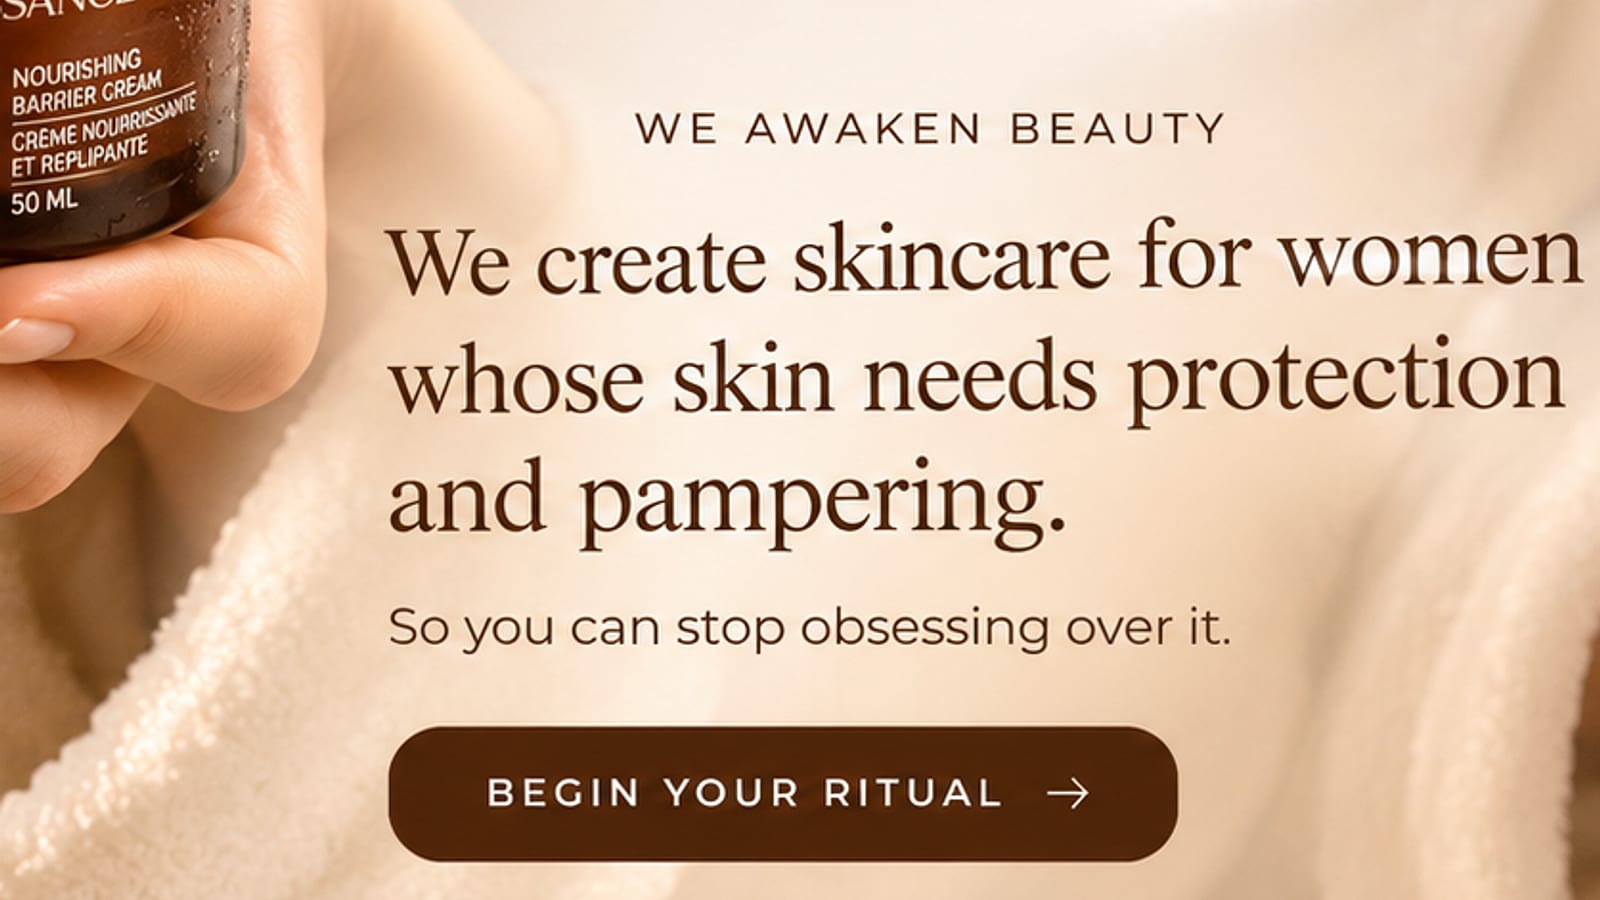 NOURISHING
BARRIER CREAM
CRÈME NOURRISSANTE
ET REPLIPANTE
50 ML
WE AWAKEN BEAUTY
We create skincare for women
whose skin needs protection
and pampering.
So you can stop obsessing over it.
BEGIN YOUR RITUAL →